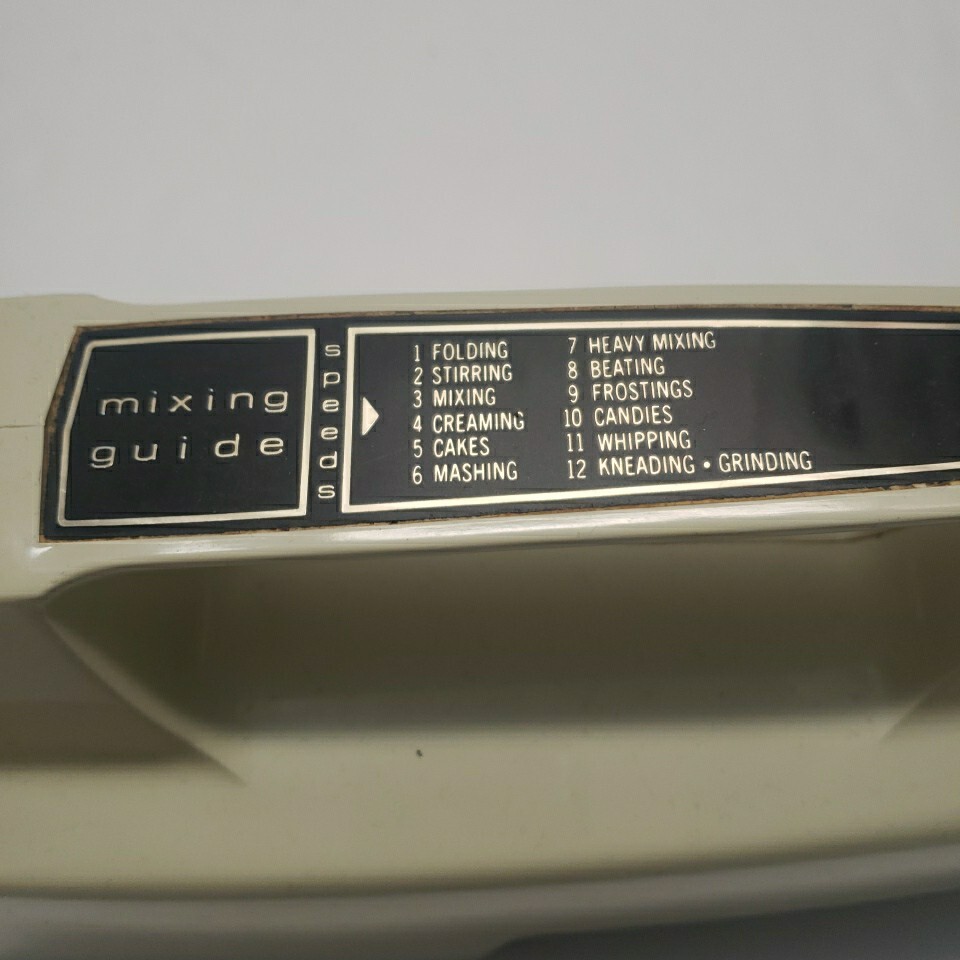 mixing
guide
speeds
1 FOLDING
2 STIRRING
3 MIXING
4 CREAMING
5 CAKES
6 MASHING
7 HEAVY MIXING
8 BEATING
9 FROSTINGS
10 CANDIES
11 WHIPPING
12 KNEADING • GRINDING